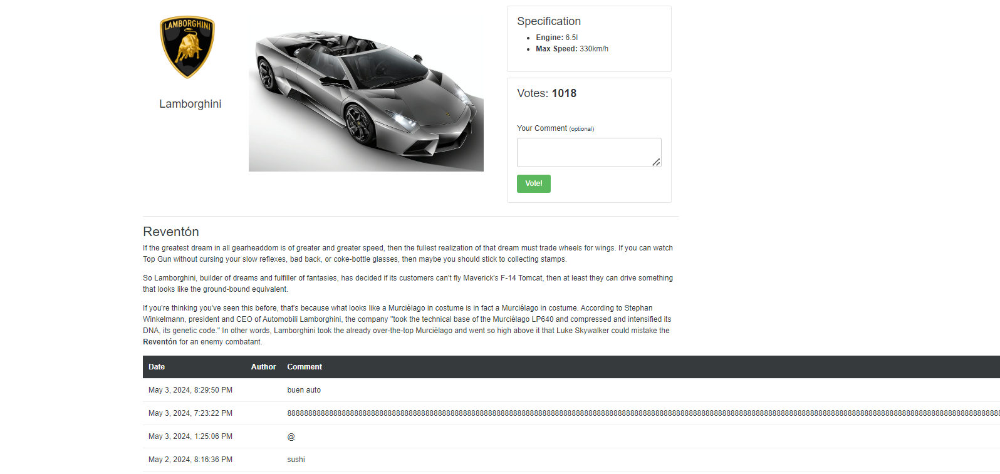 LAMBORGHINI
Lamborghini
Specification
Engine: 6.5l
Max Speed: 330km/h
Votes: 1018
Your Comment (optional)
Vote!
Reventón
If the greatest dream in all gearheaddom is of greater and greater speed, then the fullest realization of that dream must trade wheels for wings. If you can watch
Top Gun without cursing your slow reflexes, bad back, or coke-bottle glasses, then maybe you should stick to collecting stamps.
So Lamborghini, builder of dreams and fulfiller of fantasies, has decided if its customers can't fly Maverick's F-14 Tomcat, then at least they can drive something
that looks like the ground-bound equivalent.
If you're thinking you've seen this before, that's because what looks like a Murciélago in costume is in fact a Murciélago in costume. According to Stephan
Winkelmann, president and CEO of Automobili Lamborghini, the company "took the technical base of the Murciélago LP640 and compressed and intensified its
DNA, its genetic code." In other words, Lamborghini took the already over-the-top Murciélago and went so high above it that Luke Skywalker could mistake the
Reventón for an enemy combatant.
Date Author Comment
May 3, 2024, 8:29:50 PM buen auto
May 3, 2024, 7:23:22 PM
May 3, 2024, 1:25:06 PM @
May 2, 2024, 8:16:36 PM sushi